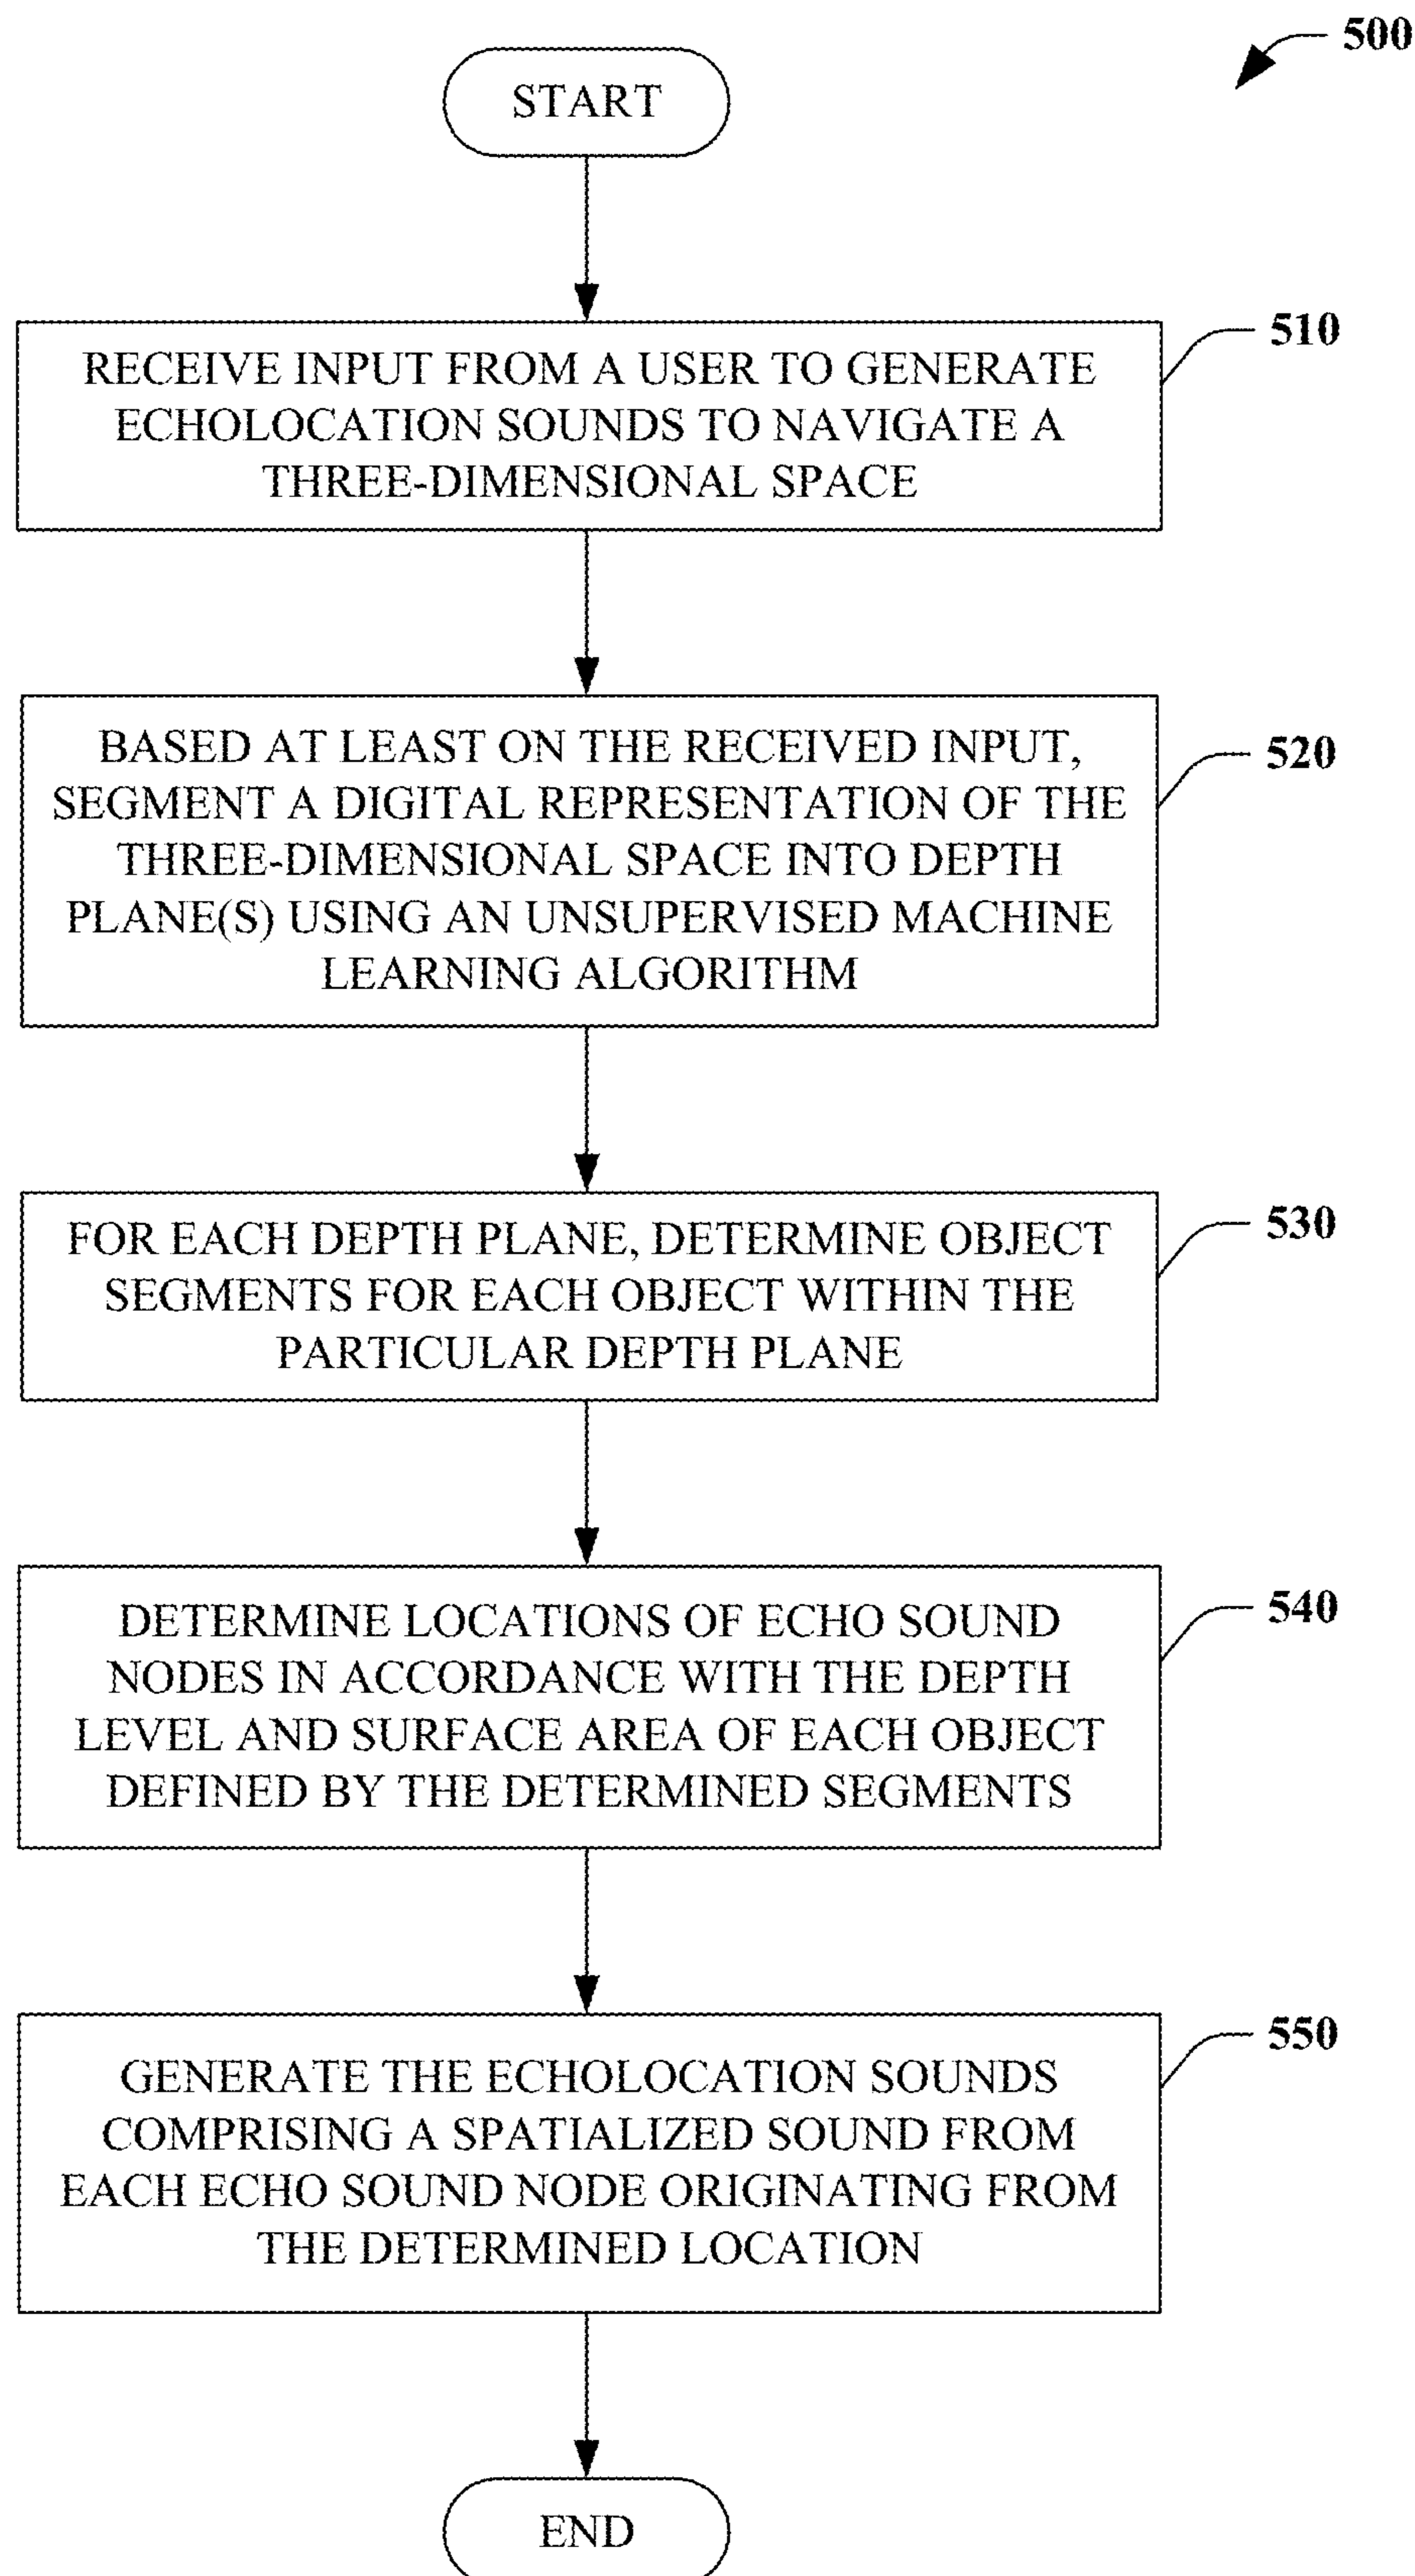 500
START
510
RECEIVE INPUT FROM A USER TO GENERATE
ECHOLOCATION SOUNDS TO NAVIGATE A
THREE-DIMENSIONAL SPACE
520
BASED AT LEAST ON THE RECEIVED INPUT,
SEGMENT A DIGITAL REPRESENTATION OF THE
THREE-DIMENSIONAL SPACE INTO DEPTH
PLANE(S) USING AN UNSUPERVISED MACHINE
LEARNING ALGORITHM
530
FOR EACH DEPTH PLANE, DETERMINE OBJECT
SEGMENTS FOR EACH OBJECT WITHIN THE
PARTICULAR DEPTH PLANE
540
DETERMINE LOCATIONS OF ECHO SOUND
NODES IN ACCORDANCE WITH THE DEPTH
LEVEL AND SURFACE AREA OF EACH OBJECT
DEFINED BY THE DETERMINED SEGMENTS
550
GENERATE THE ECHOLOCATION SOUNDS
COMPRISING A SPATIALIZED SOUND FROM
EACH ECHO SOUND NODE ORIGINATING FROM
THE DETERMINED LOCATION
END